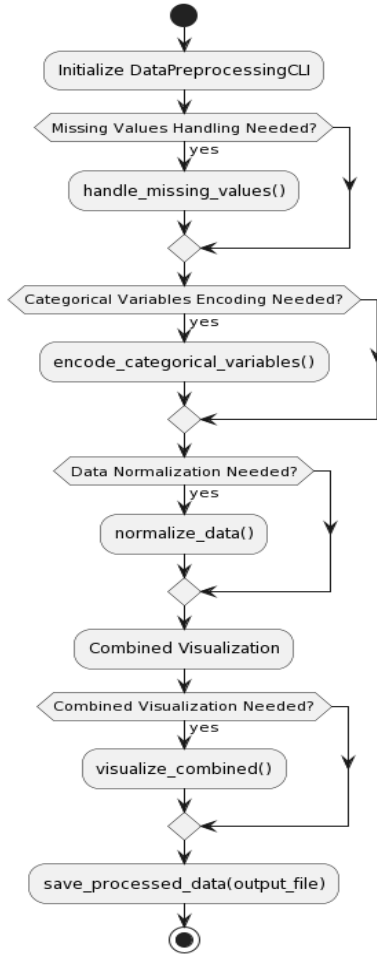 Initialize DataPreprocessingCLI
Missing Values Handling Needed?
yes
handle_missing_values()
Categorical Variables Encoding Needed?
yes
encode_categorical_variables()
Data Normalization Needed?
yes
normalize_data()
Combined Visualization
Combined Visualization Needed?
yes
visualize_combined()
save_processed_data(output_file)